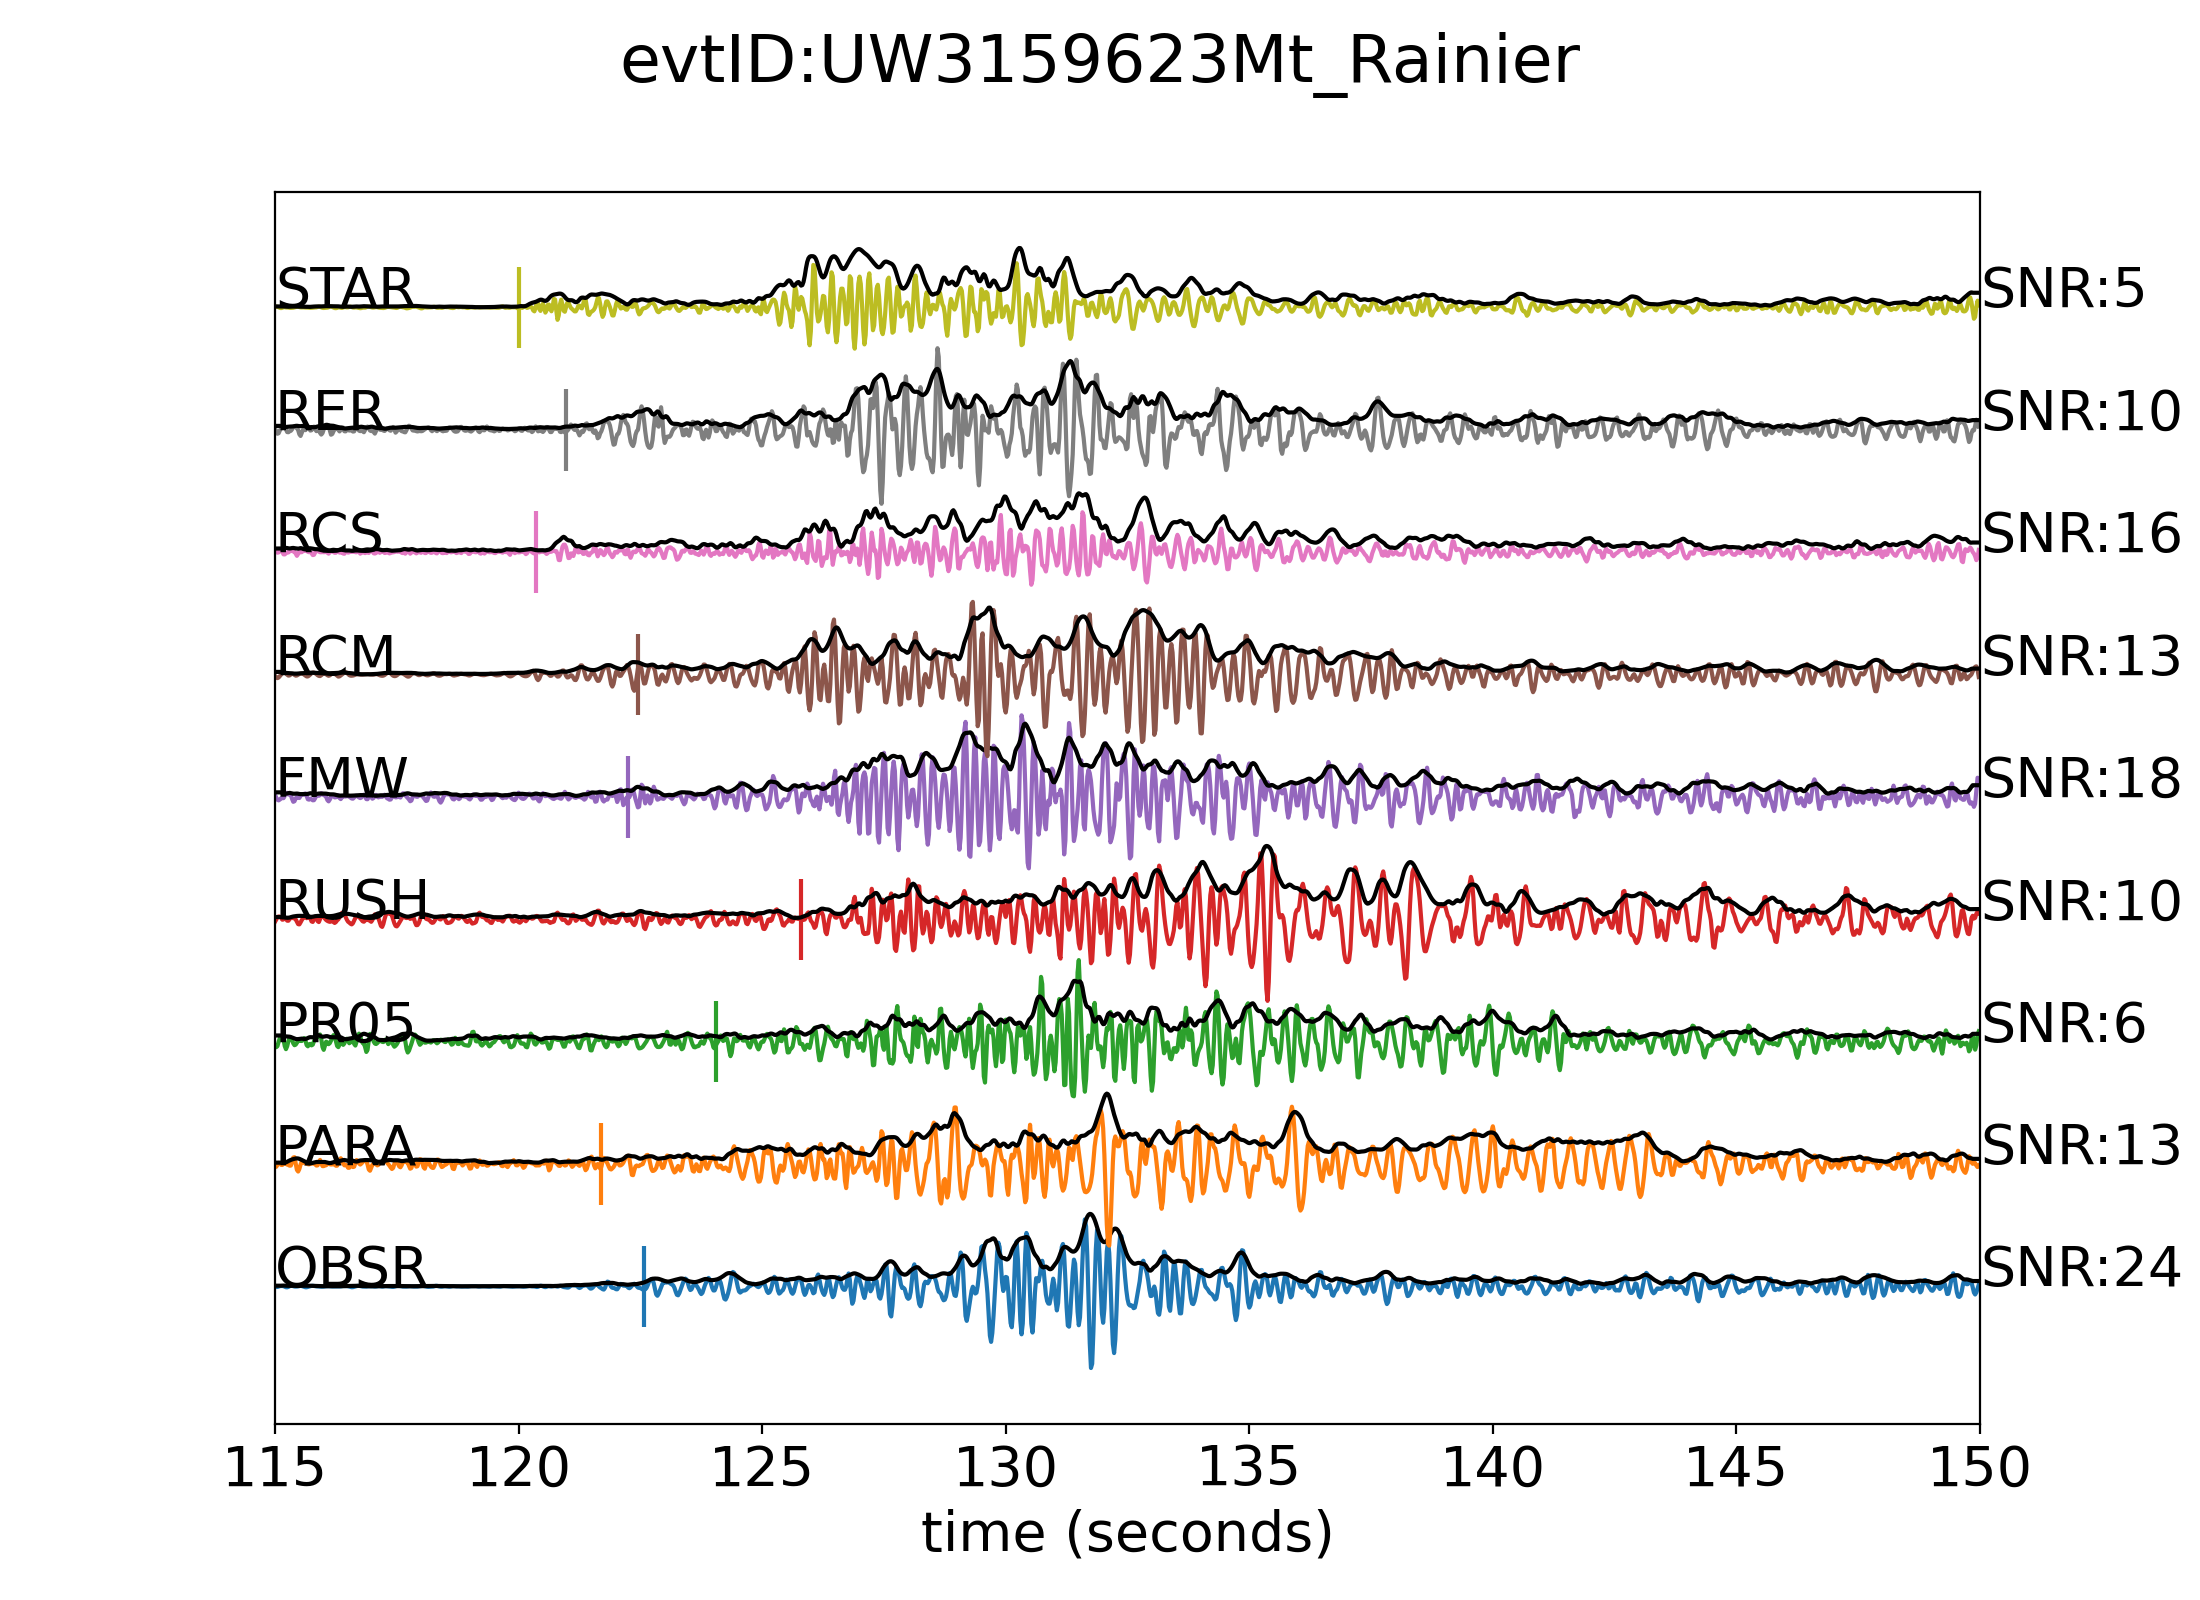 evtID:UW3159623Mt_Rainier
STAR SNR:5
RER SNR:10
RCS SNR:16
RCM SNR:13
FMW SNR:18
RUSH SNR:10
PR05 SNR:6
PARA SNR:13
OBSR SNR:24
115 120 125 130 135 140 145 150
time (seconds)